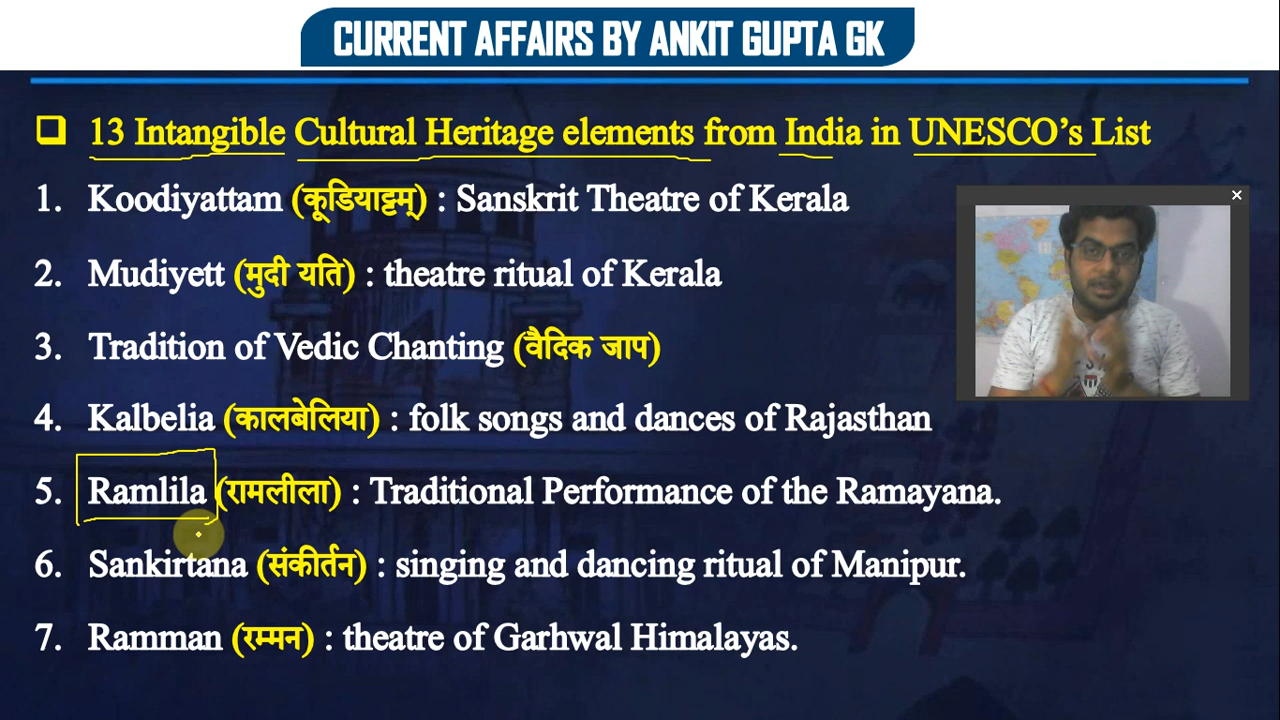 CURRENT AFFAIRS BY ANKIT GUPTA GK
❑ 13 Intangible Cultural Heritage elements from India in UNESCO’s List
1. Koodiyattam (कूडियाट्टम्) : Sanskrit Theatre of Kerala
2. Mudiyett (मुदी यति) : theatre ritual of Kerala
3. Tradition of Vedic Chanting (वैदिक जाप)
4. Kalbelia (कालबेलिया) : folk songs and dances of Rajasthan
5. Ramlila (रामलीला) : Traditional Performance of the Ramayana.
6. Sankirtana (संकीर्तन) : singing and dancing ritual of Manipur.
7. Ramman (रम्मन) : theatre of Garhwal Himalayas.